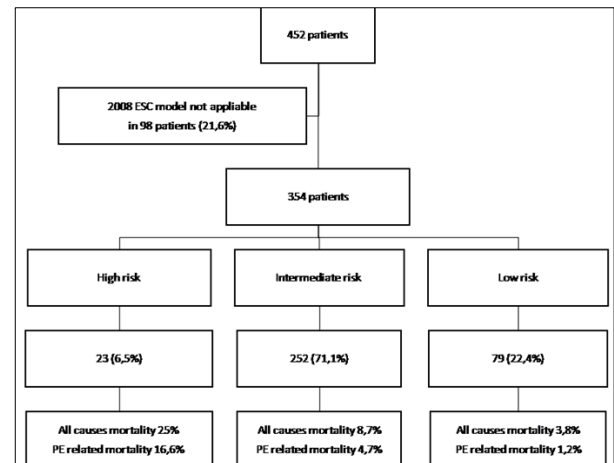 452 patients
2008 ESC model not appliable
in 98 patients (21,6%)
354 patients
High risk
Intermediate risk
Low risk
23 (6,5%)
252 (71,1%)
79 (22,4%)
All causes mortality 25%
PE related mortality 16,6%
All causes mortality 8,7%
PE related mortality 4,7%
All causes mortality 3,8%
PE related mortality 1,2%